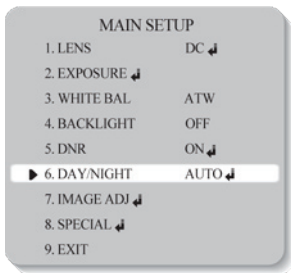 MAIN SETUP
1. LENS DC ↲
2. EXPOSURE ↲
3. WHITE BAL ATW
4. BACKLIGHT OFF
5. DNR ON ↲
▶ 6. DAY/NIGHT AUTO ↲
7. IMAGE ADJ ↲
8. SPECIAL ↲
9. EXIT